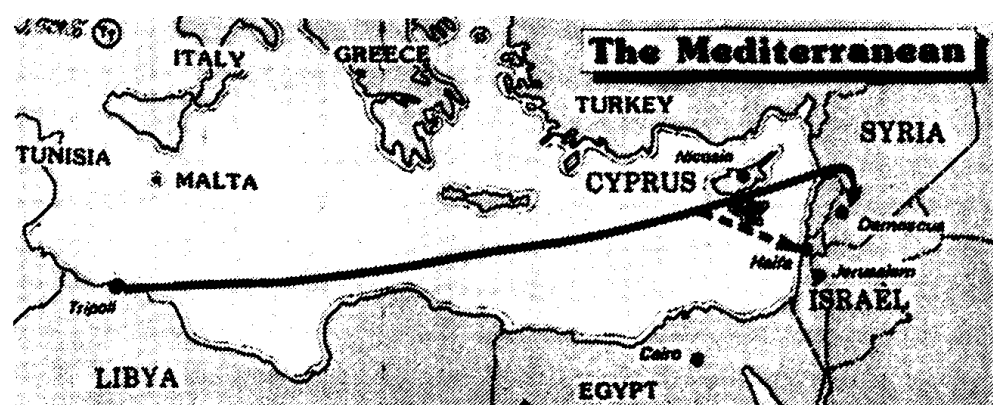 The Mediterranean
ITALY
GREECE
TURKEY
SYRIA
TUNISIA
Nicosia
MALTA
CYPRUS
Damascus
Haifa
Jerusalem
Tripoli
ISRAEL
Cairo
LIBYA
EGYPT